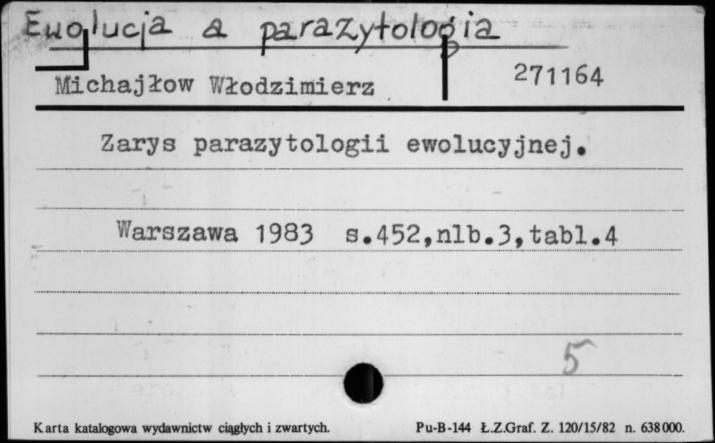 Ewolucja a parazytologia
Michajłow Włodzimierz 271164
Zarys parazytologii ewolucyjnej.
Warszawa 1983 s.452,nlb.3,tabl.4
5
Karta katalogowa wydawnictw ciągłych i zwartych. Pu-B-144 Ł.Z.Graf. Z. 120/15/82 n. 638000.